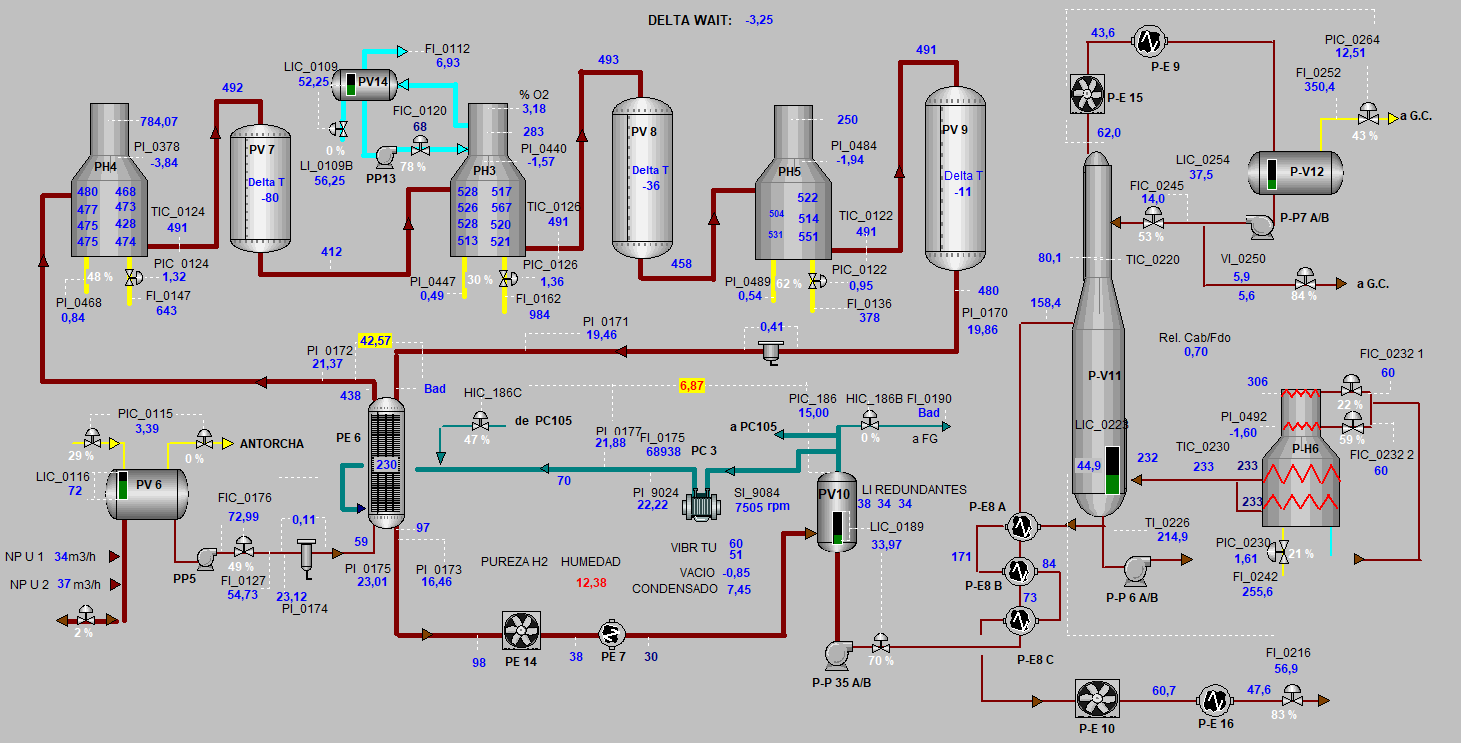 DELTA WAIT: -3,25
FI_0112
6,93
LIC_0109
52,25
PV14
FIC_0120
68
0 %
LI_0109B
56,25
PP13
78 %
492
784,07
PI_0378
-3,84
PH4
480 468
477 473
475 428
475 474
TIC_0124
491
PIC_0124
1,32
48 %
FI_0147
643
PI_0468
0,84
PV 7
Delta T
-80
412
% O2
3,18
283
PI_0440
-1,57
PH3
528 517
526 567
528 520
513 521
TIC_0126
491
PIC_0126
1,36
30 %
PI_0447
0,49
FI_0162
984
493
PV 8
Delta T
-36
458
250
PI_0484
-1,94
PH5
522
504 514
531 551
TIC_0122
491
PIC_0122
0,95
62 %
PI_0489
0,54
FI_0136
378
491
PV 9
Delta T
-11
480
PI_0170
19,86
0,41
PI_0171
19,46
42,57
PI_0172
21,37
438
Bad
PE 6
230
59
97
PI_0175
23,01
PI_0173
16,46
PIC_0115
3,39
29 %
0 %
ANTORCHA
LIC_0116
72
PV 6
FIC_0176
72,99
49 %
0,11
PP5
FI_0127
54,73
23,12
PI_0174
NP U 1 34 m3/h
NP U 2 37 m3/h
2 %
HIC_186C
47 %
de PC105
6,87
PI_0177
21,88
FI_0175
68938
PC 3
70
PI_9024
22,22
SI_9084
7505 rpm
a PC105
PIC_186
15,00
HIC_186B
0 %
FI_0190
Bad
a FG
PV10
LI REDUNDANTES
38 34 34
LIC_0189
33,97
VIBR TU 60
51
VACIO -0,85
CONDENSADO 7,45
PUREZA H2 HUMEDAD
12,38
98
PE 14
38
PE 7
30
P-P 35 A/B
70 %
43,6
P-E 9
P-E 15
62,0
PIC_0264
12,51
FI_0252
350,4
43 %
a G.C.
LIC_0254
37,5
P-V12
FIC_0245
14,0
53 %
P-P7 A/B
80,1
TIC_0220
VI_0250
5,9
5,6
84 %
a G.C.
158,4
Rel. Cab/Fdo
0,70
P-V11
LIC_0223
44,9
232
TIC_0230
233
233
233
306
PI_0492
-1,60
P-H6
FIC_0232 1
60
22 %
59 %
FIC_0232 2
60
PIC_0230
1,61
21 %
FI_0242
255,6
TI_0226
214,9
P-P 6 A/B
P-E8 A
171
84
P-E8 B
73
P-E8 C
P-E 10
60,7
P-E 16
47,6
FI_0216
56,9
83 %